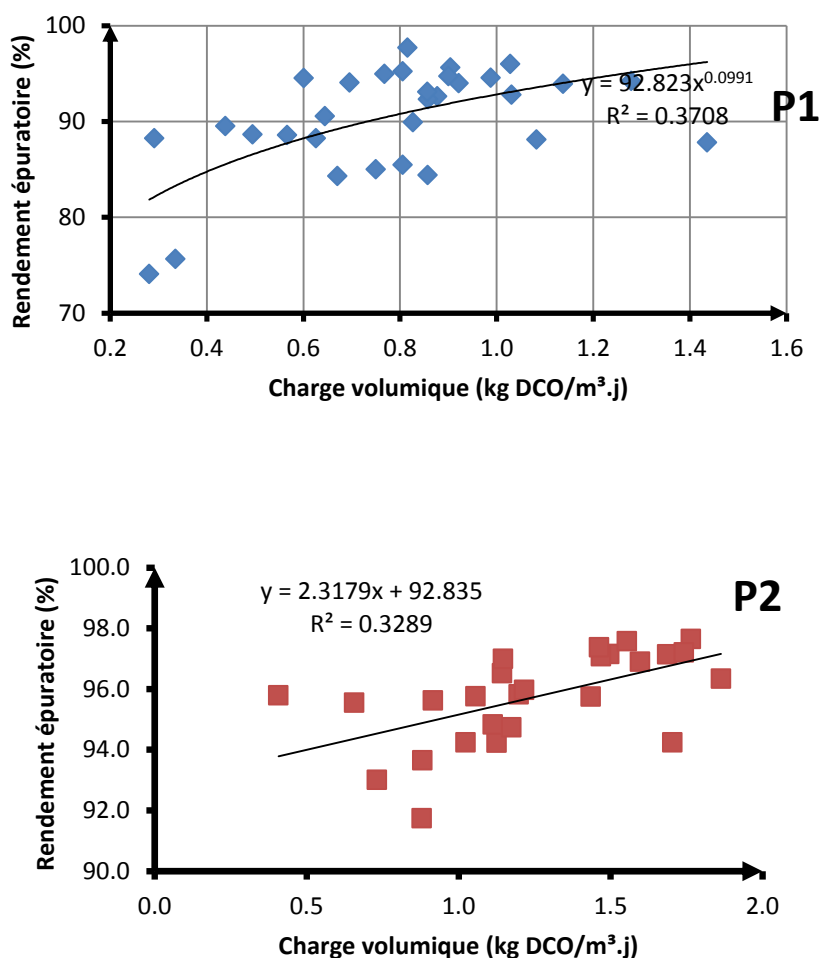 100
90
80
70
Rendement épuratoire (%)
y = 92.823x^0.0991
R² = 0.3708
P1
0.2 0.4 0.6 0.8 1.0 1.2 1.4 1.6
Charge volumique (kg DCO/m³.j)
100.0
98.0
96.0
94.0
92.0
90.0
Rendement épuratoire (%)
y = 2.3179x + 92.835
R² = 0.3289
P2
0.0 0.5 1.0 1.5 2.0
Charge volumique (kg DCO/m³.j)